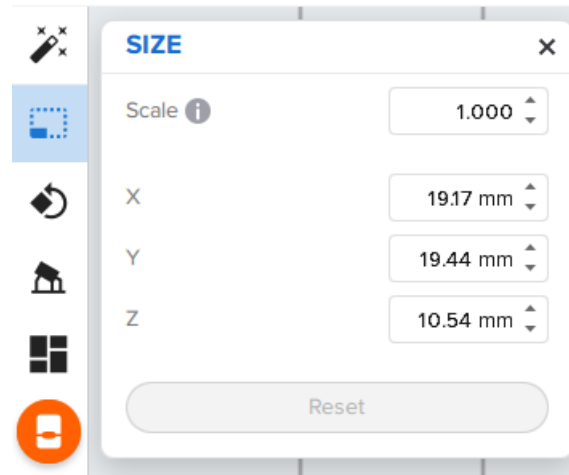 SIZE
Scale
1.000
X
19.17 mm
Y
19.44 mm
Z
10.54 mm
Reset